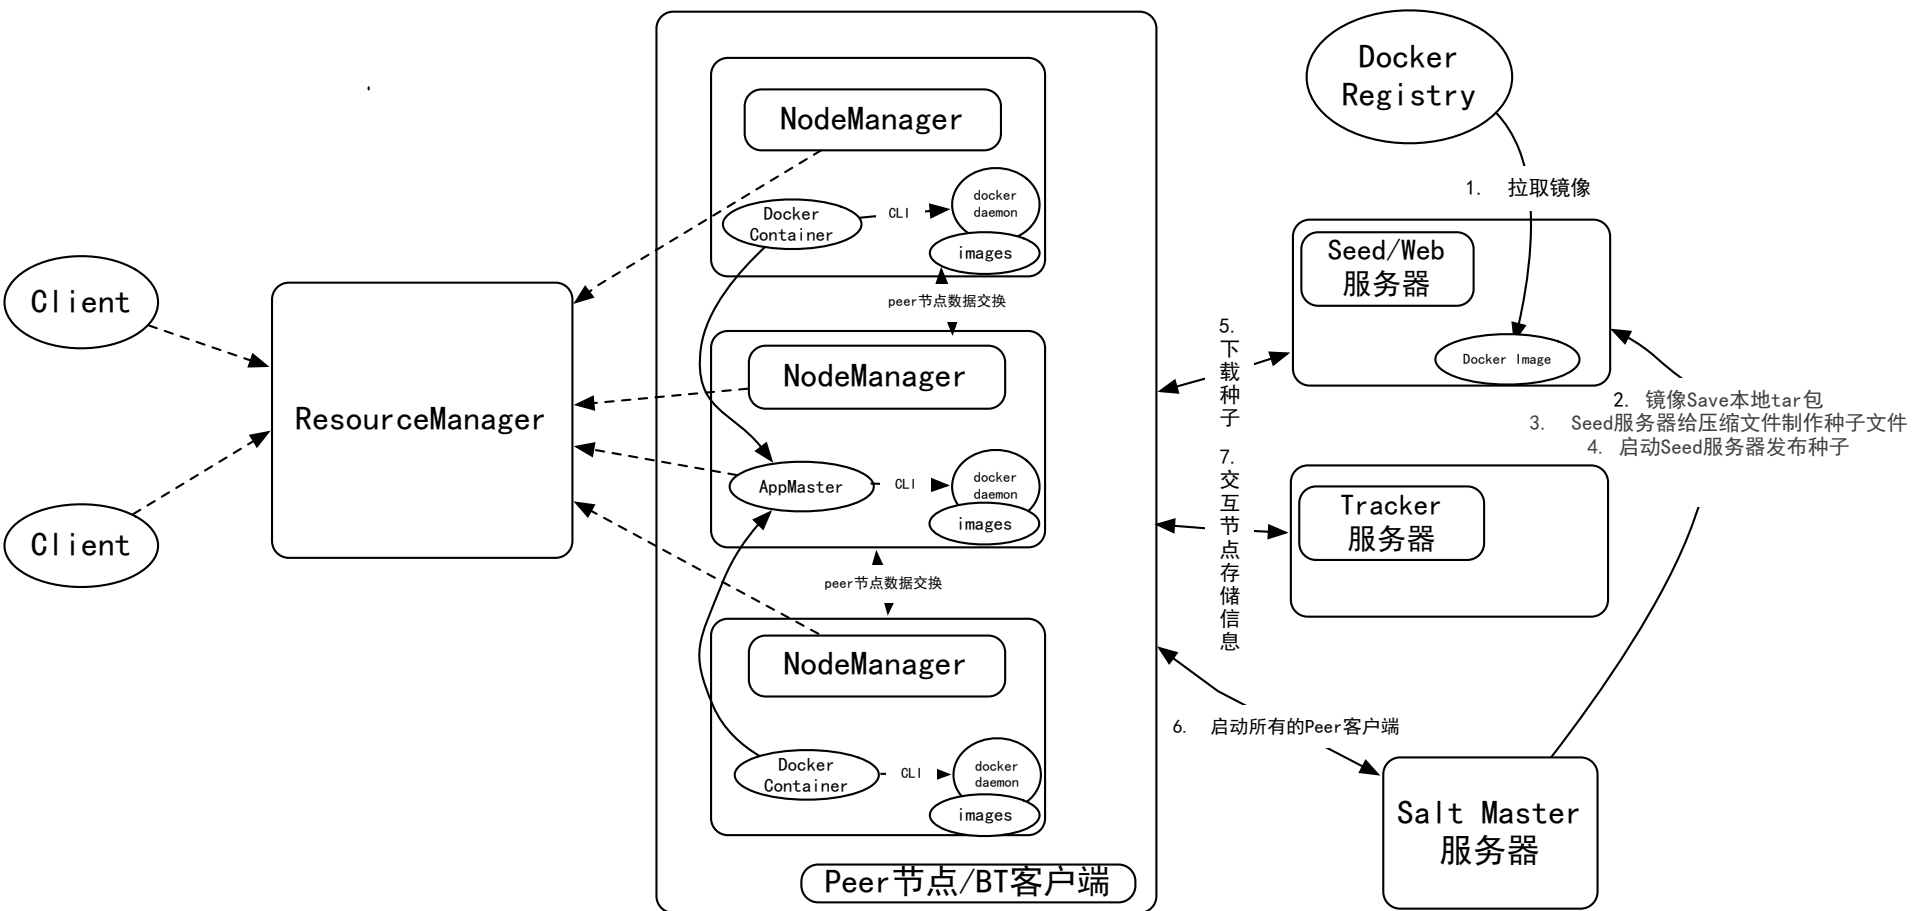 Client
Client
ResourceManager
NodeManager
Docker
Container
CLI
docker
daemon
images
peer节点数据交换
NodeManager
AppMaster
CLI
docker
daemon
images
peer节点数据交换
NodeManager
Docker
Container
CLI
docker
daemon
images
Peer节点/BT客户端
Docker
Registry
1. 拉取镜像
Seed/Web
服务器
Docker Image
2. 镜像Save本地tar包
3. Seed服务器给压缩文件制作种子文件
4. 启动Seed服务器发布种子
5.
下
载
种
子
Tracker
服务器
7.
交
互
节
点
存
储
信
息
6. 启动所有的Peer客户端
Salt Master
服务器